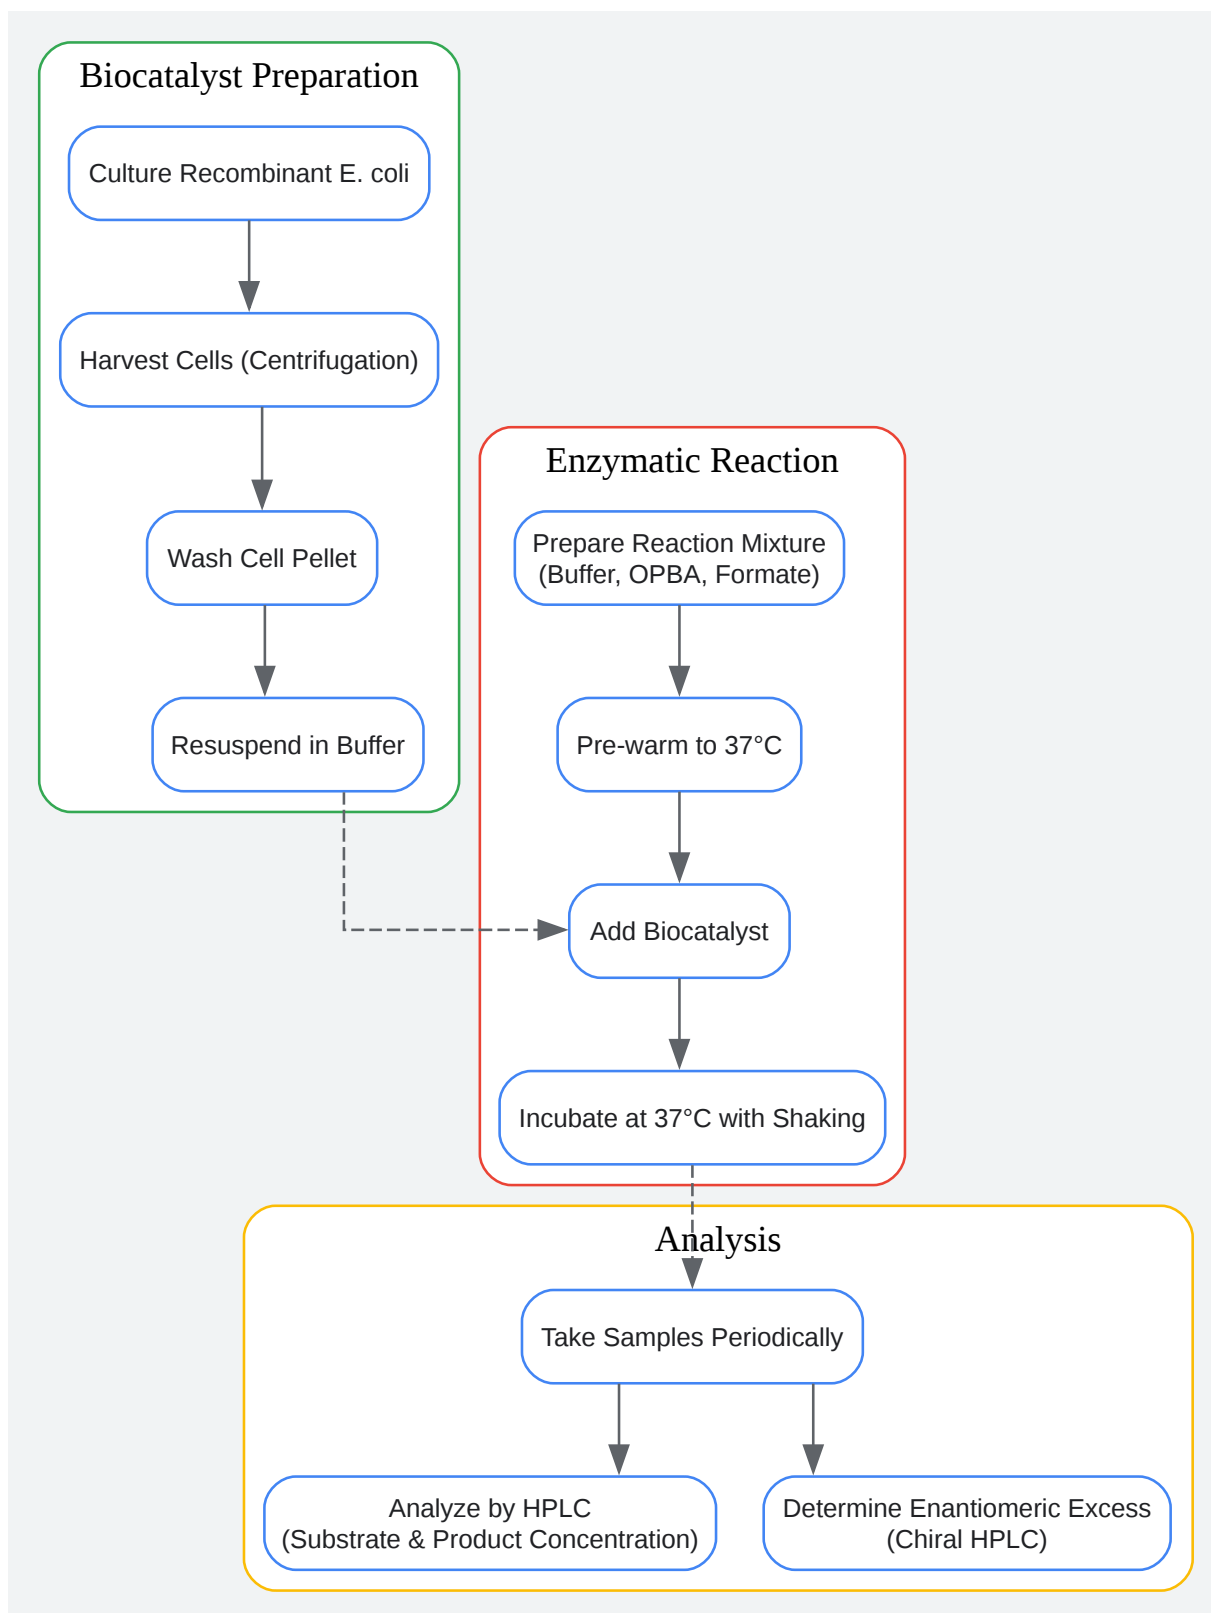 Biocatalyst Preparation
Culture Recombinant E. coli
Harvest Cells (Centrifugation)
Wash Cell Pellet
Resuspend in Buffer
Enzymatic Reaction
Prepare Reaction Mixture
(Buffer, OPBA, Formate)
Pre-warm to 37°C
Add Biocatalyst
Incubate at 37°C with Shaking
Analysis
Take Samples Periodically
Analyze by HPLC
(Substrate & Product Concentration)
Determine Enantiomeric Excess
(Chiral HPLC)